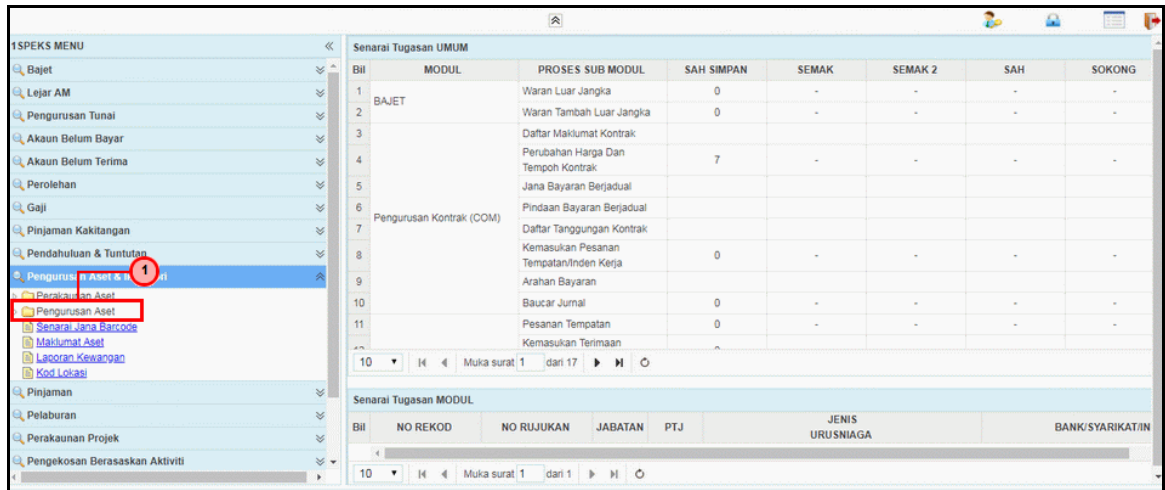 1SPEKS MENU
Bajet
Lejar AM
Pengurusan Tunai
Akaun Belum Bayar
Akaun Belum Terima
Perolehan
Gaji
Pinjaman Kakitangan
Pendahuluan & Tuntutan
Pengurusan Aset &
1
Perakaunan Aset
Pengurusan Aset
Senarai Jana Barcode
Maklumat Aset
Laporan Kewangan
Kod Lokasi
Pinjaman
Pelaburan
Perakaunan Projek
Pengekosan Berasaskan Aktiviti
Senarai Tugasan UMUM
Bil MODUL PROSES SUB MODUL SAH SIMPAN SEMAK SEMAK 2 SAH SOKONG
1 BAJET Waran Luar Jangka 0 - - - -
2 Waran Tambah Luar Jangka 0 - - - -
3 Daftar Maklumat Kontrak
4 Perubahan Harga Dan
Tempoh Kontrak 7 - - - -
5 Jana Bayaran Berjadual
6 Pengurusan Kontrak (COM) Pindaan Bayaran Berjadual
7 Daftar Tanggungan Kontrak
8 Kemasukan Pesanan
Tempatan/Inden Kerja 0 - - - -
9 Arahan Bayaran
10 Baucar Jurnal 0 - - - -
11 Pesanan Tempatan 0 - - - -
Kemasukan Terimaan
10 Muka surat 1 dari 17
Senarai Tugasan MODUL
Bil NO REKOD NO RUJUKAN JABATAN PTJ JENIS
URUSNIAGA BANK/SYARIKAT/IN
10 Muka surat 1 dari 1